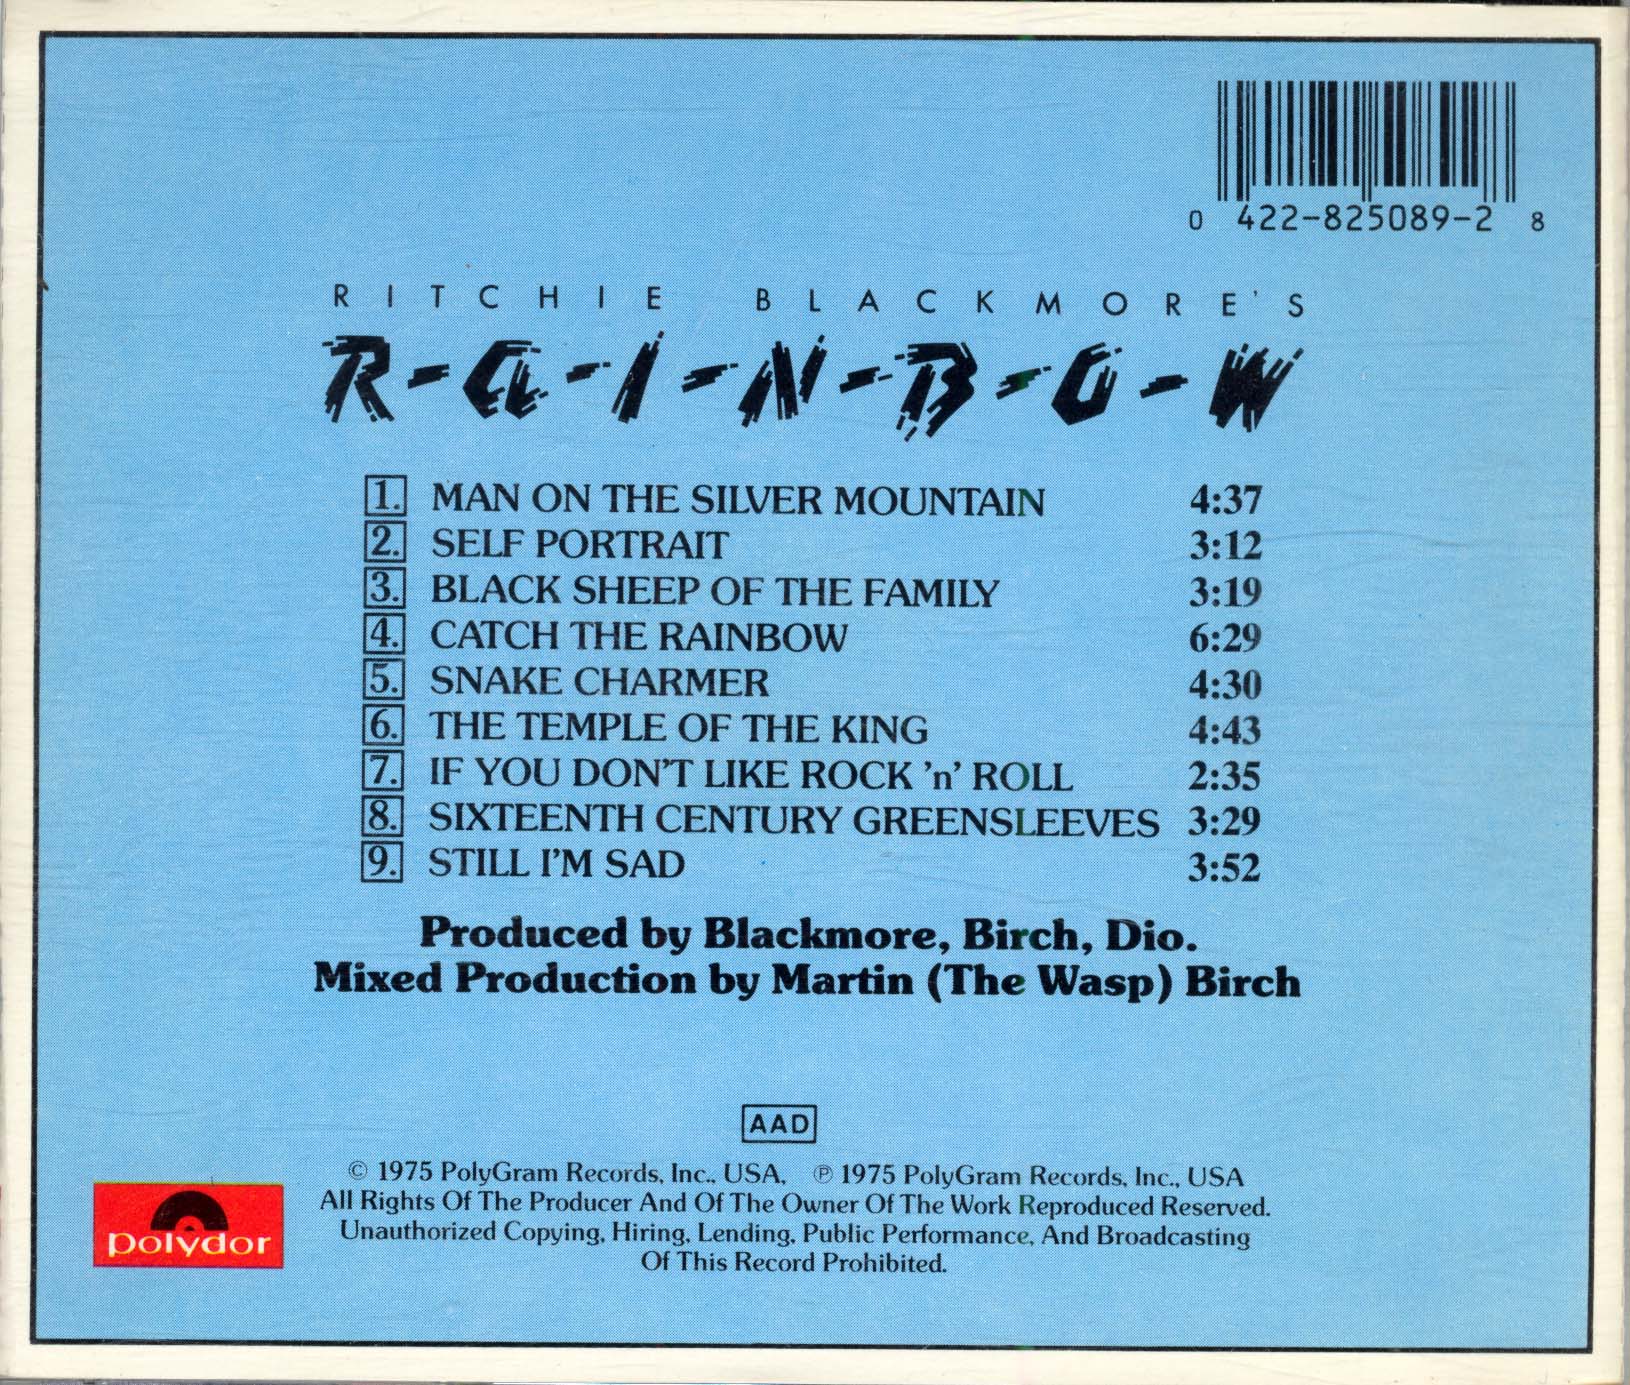 0 422-825089-2 8
RITCHIE BLACKMORE'S
R-A-I-N-B-O-W
1. MAN ON THE SILVER MOUNTAIN 4:37
2. SELF PORTRAIT 3:12
3. BLACK SHEEP OF THE FAMILY 3:19
4. CATCH THE RAINBOW 6:29
5. SNAKE CHARMER 4:30
6. THE TEMPLE OF THE KING 4:43
7. IF YOU DON'T LIKE ROCK 'n' ROLL 2:35
8. SIXTEENTH CENTURY GREENSLEEVES 3:29
9. STILL I'M SAD 3:52
Produced by Blackmore, Birch, Dio.
Mixed Production by Martin (The Wasp) Birch
AAD
© 1975 PolyGram Records, Inc., USA, ℗ 1975 PolyGram Records, Inc., USA
All Rights Of The Producer And Of The Owner Of The Work Reproduced Reserved.
Unauthorized Copying, Hiring, Lending, Public Performance, And Broadcasting
Of This Record Prohibited.
polydor